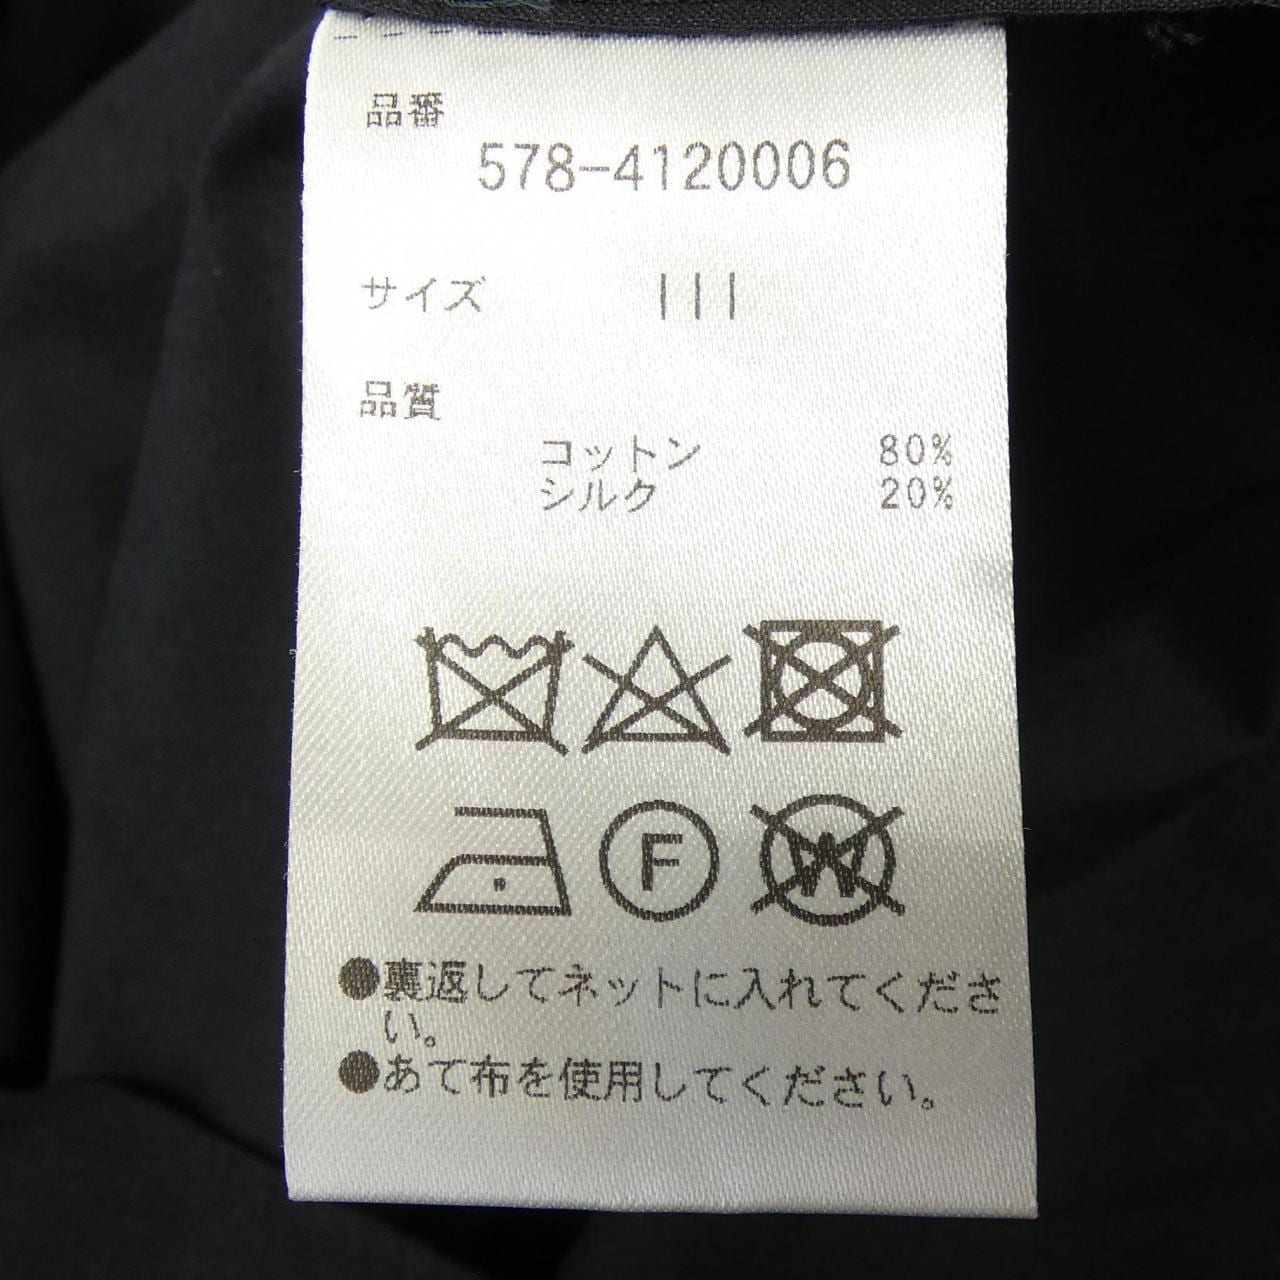 品番
578-4120006
サイズ III
品質
コットン 80%
シルク 20%
F W
●裏返してネットに入れてくださ
い。
●あて布を使用してください。